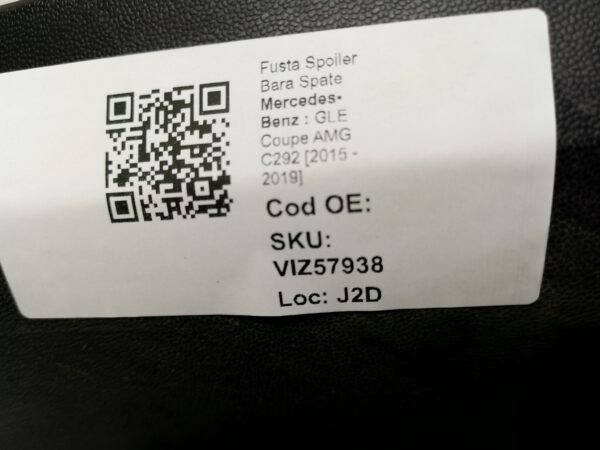 Fusta Spoiler
Bara Spate
Mercedes-
Benz : GLE
Coupe AMG
C292 [2015 -
2019]
Cod OE:
SKU:
VIZ57938
Loc: J2D